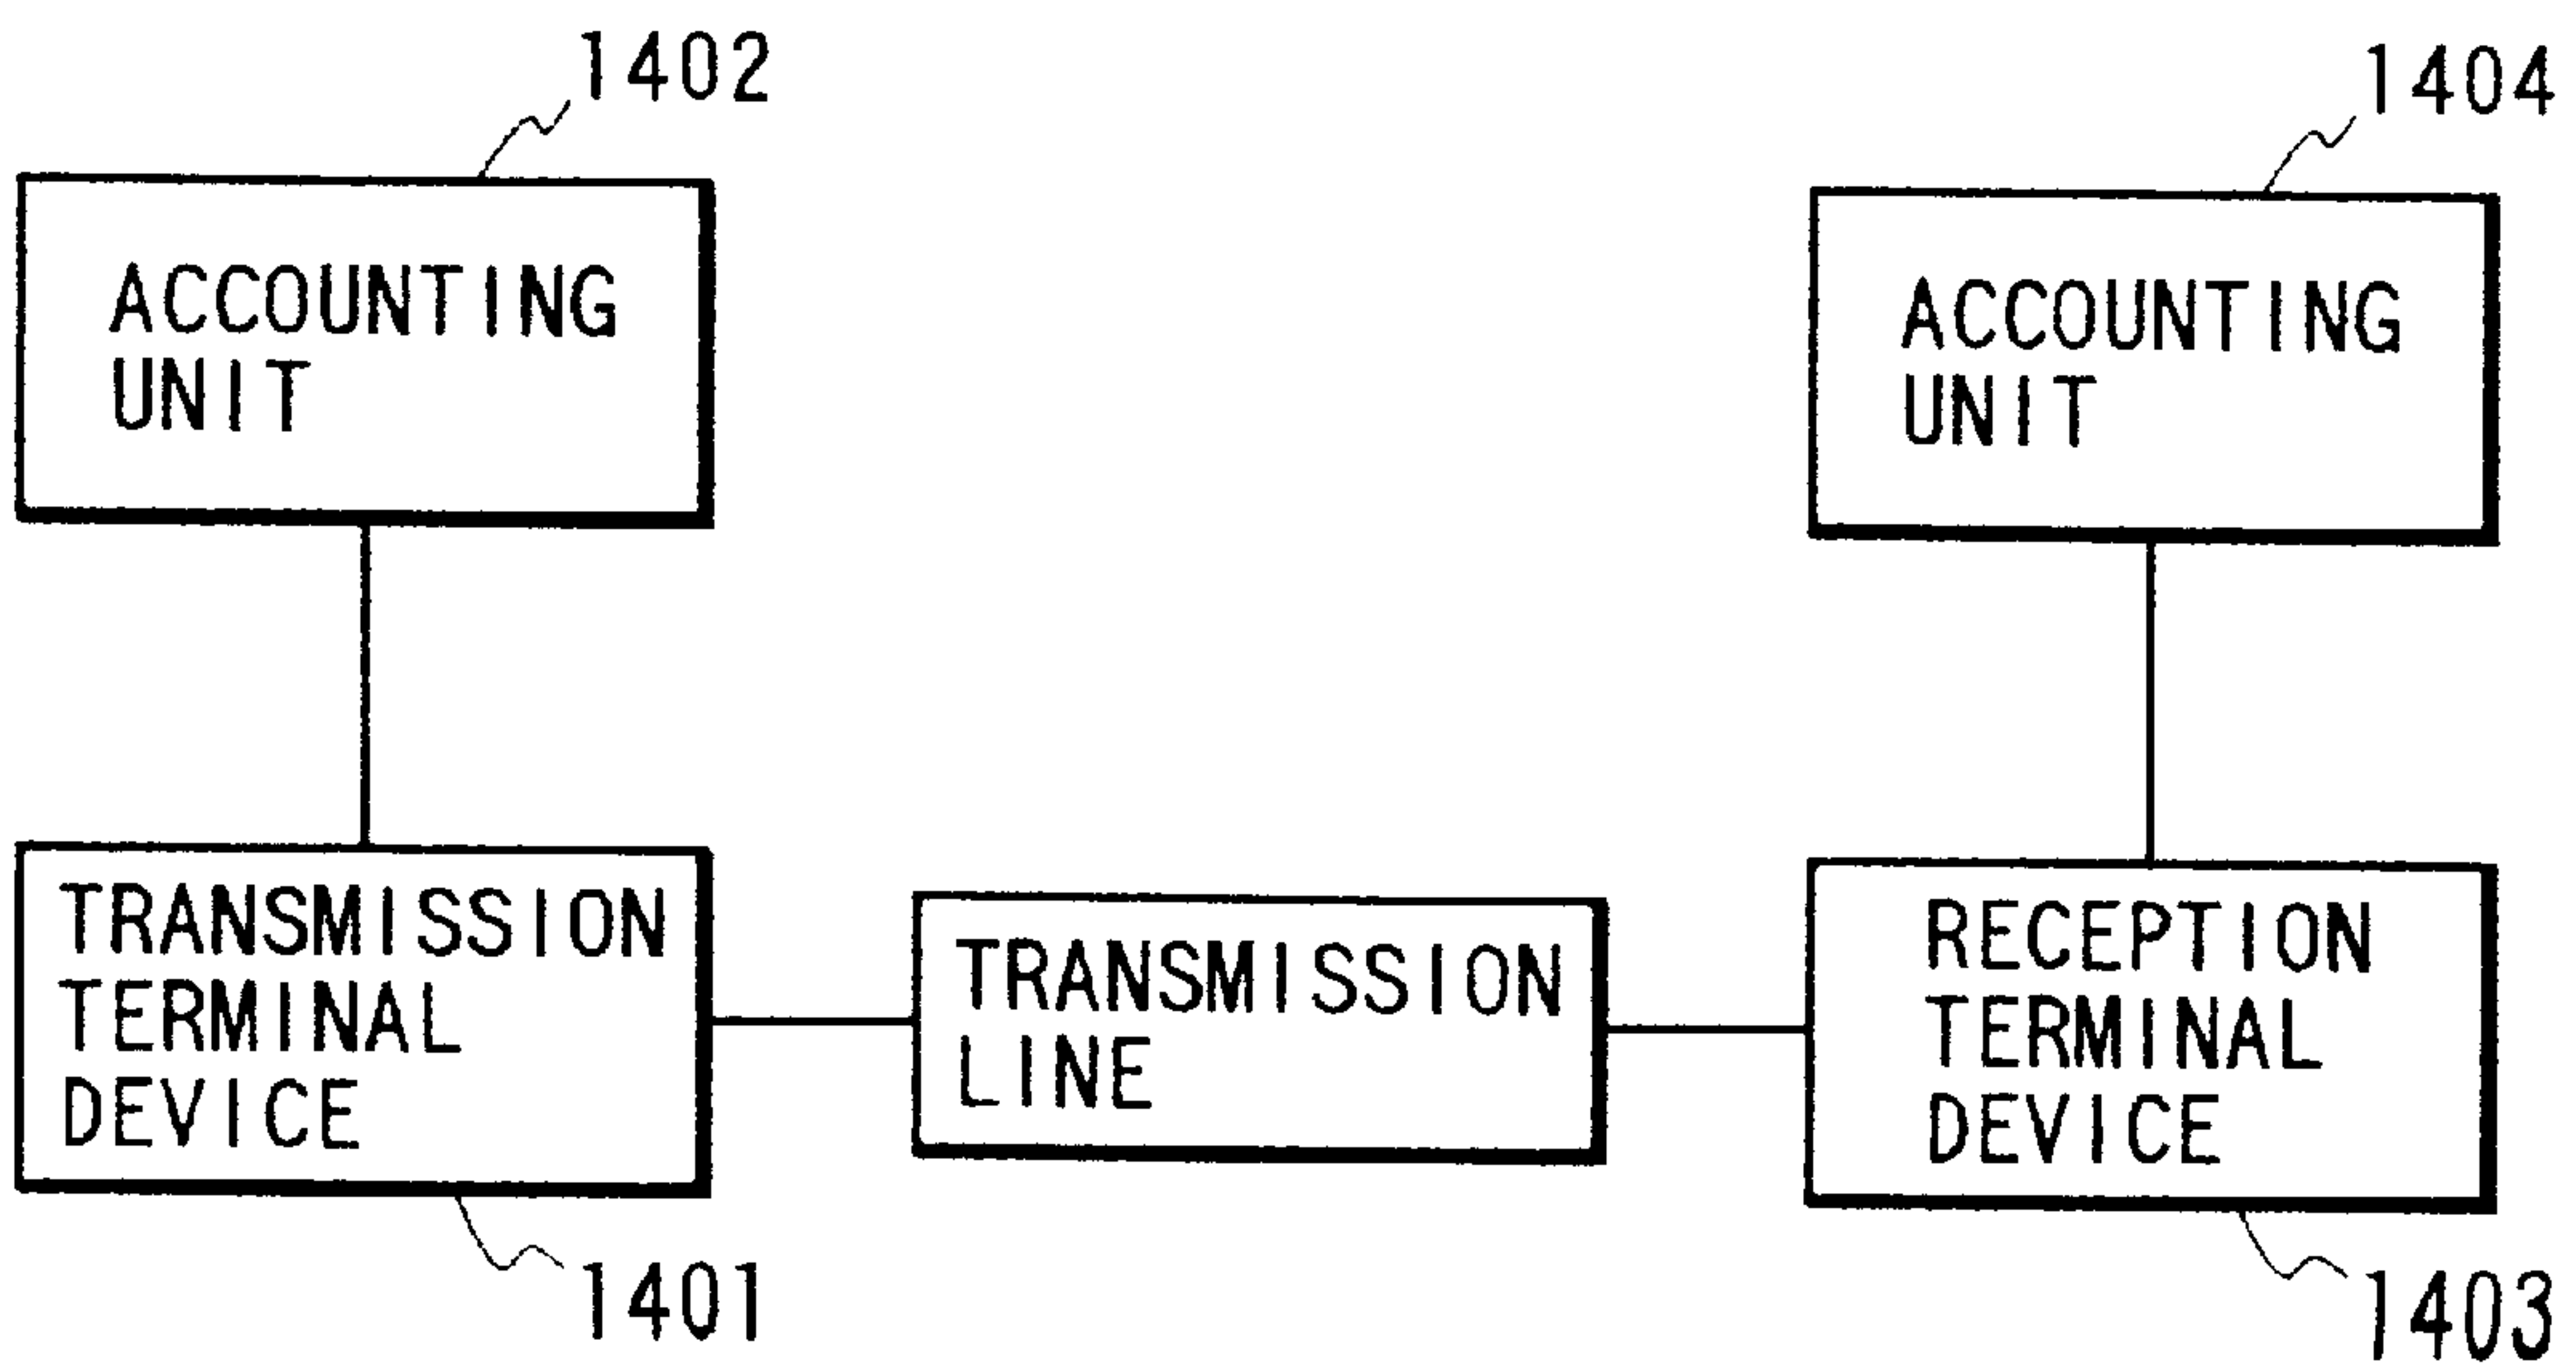 1402
1404
ACCOUNTING
UNIT
ACCOUNTING
UNIT
TRANSMISSION
TERMINAL
DEVICE
TRANSMISSION
LINE
RECEPTION
TERMINAL
DEVICE
1401
1403